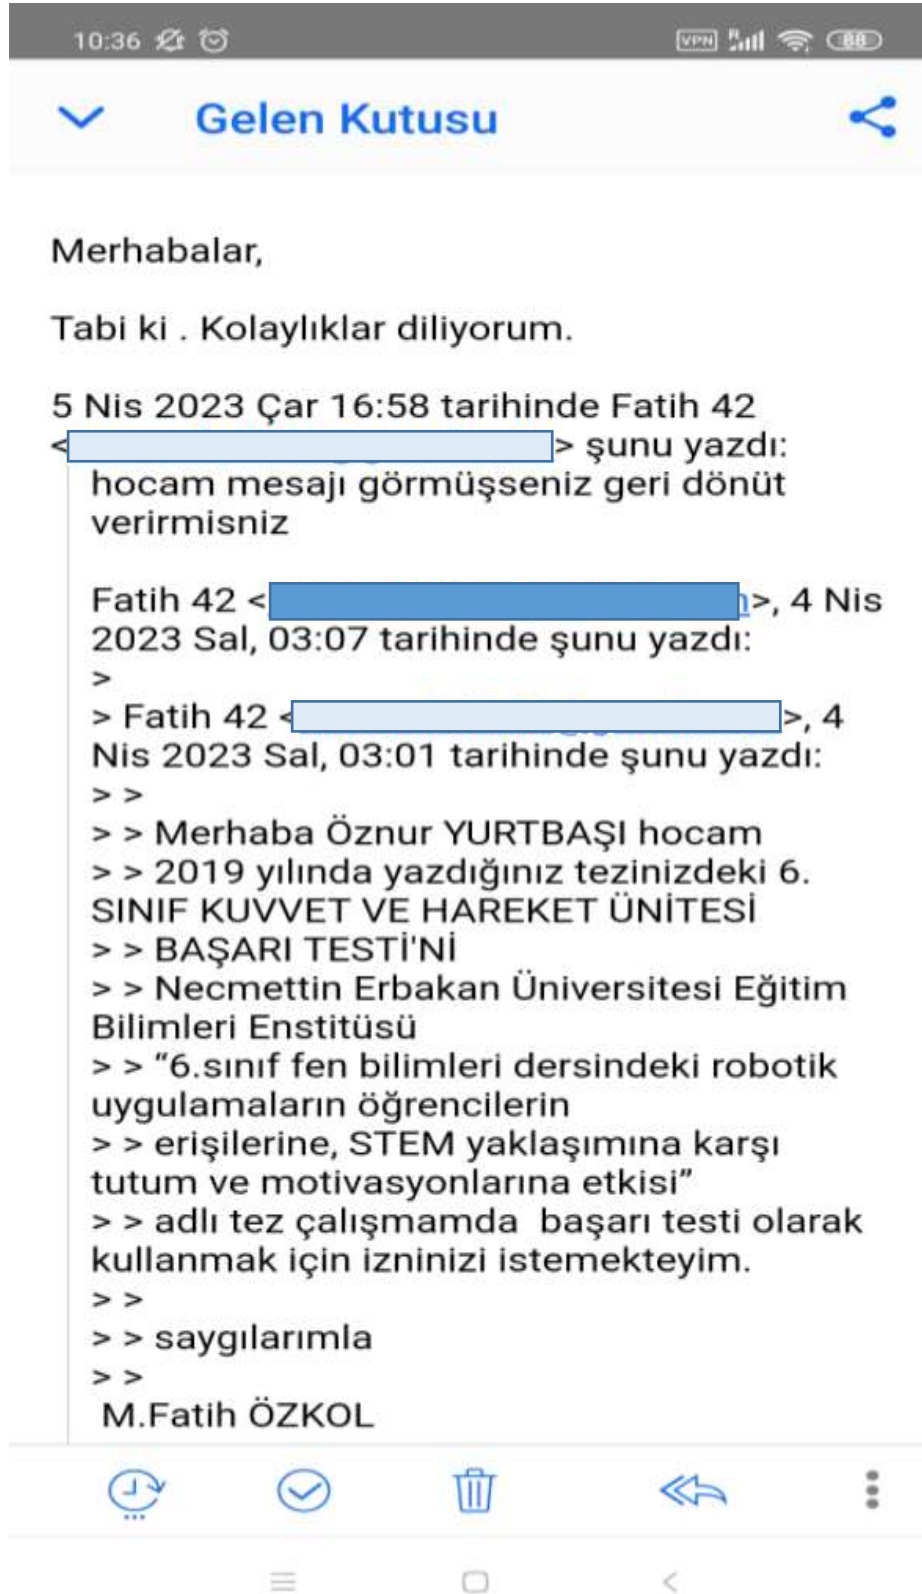 10:36
VPN
88
Gelen Kutusu
Merhabalar,
Tabi ki . Kolaylıklar diliyorum.
5 Nis 2023 Çar 16:58 tarihinde Fatih 42
< > şunu yazdı:
hocam mesajı görmüşseniz geri dönüt
verirmisniz
Fatih 42 < >, 4 Nis
2023 Sal, 03:07 tarihinde şunu yazdı:
>
> Fatih 42 < >, 4
Nis 2023 Sal, 03:01 tarihinde şunu yazdı:
> >
> > Merhaba Öznur YURTBAŞI hocam
> > 2019 yılında yazdığınız tezinizdeki 6.
SINIF KUVVET VE HAREKET ÜNİTESİ
> > BAŞARI TESTİ'Nİ
> > Necmettin Erbakan Üniversitesi Eğitim
Bilimleri Enstitüsü
> > “6.sınıf fen bilimleri dersindeki robotik
uygulamaların öğrencilerin
> > erişilerine, STEM yaklaşımına karşı
tutum ve motivasyonlarına etkisi”
> > adlı tez çalışmamda  başarı testi olarak
kullanmak için izninizi istemekteyim.
> >
> > saygılarımla
> >
M.Fatih ÖZKOL